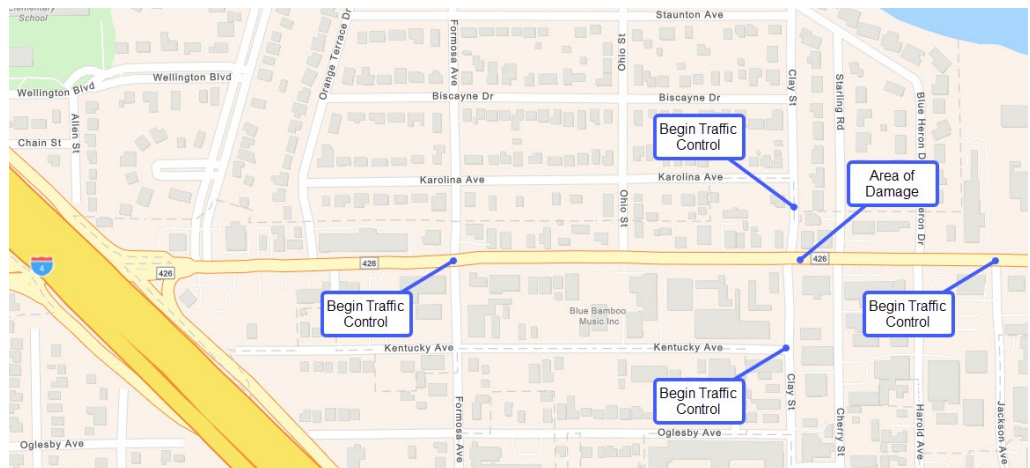 Elementary
School
Staunton Ave
Wellington Blvd
Wellington Blvd
Orange Terrace Dr
Formosa Ave
Ohio St
Clay St
Biscayne Dr
Biscayne Dr
Starling Rd
Blue Heron Dr
Allen St
Chain St
Begin Traffic
Control
Area of
Damage
Karolina Ave
Karolina Ave
Ohio St
Heron Dr
4
426
426
426
Begin Traffic
Control
Blue Bamboo
Music Inc
Begin Traffic
Control
Kentucky Ave
Kentucky Ave
Begin Traffic
Control
Formosa Ave
Clay St
Cherry St
Harold Ave
Jackson Ave
Oglesby Ave
Oglesby Ave